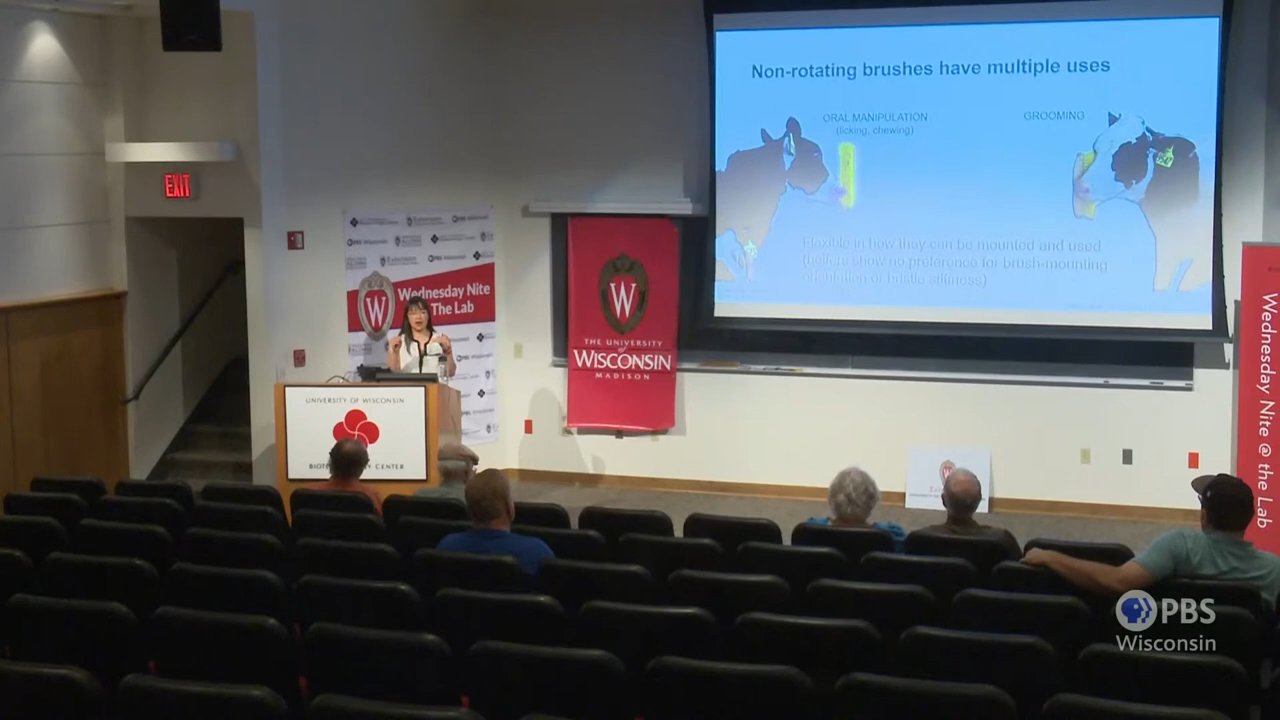 Non-rotating brushes have multiple uses
ORAL MANIPULATION
(licking, chewing)
GROOMING
Flexible in how they can be mounted and used
(heifers show no preference for brush-mounting
orientation or bristle stiffness)
EXIT
PBS Wisconsin
W
Wednesday Nite
The Lab
W
THE UNIVERSITY
of
WISCONSIN
MADISON
UNIVERSITY OF WISCONSIN
CENTER
W
Wednesday Nite @ the Lab
PBS
Wisconsin